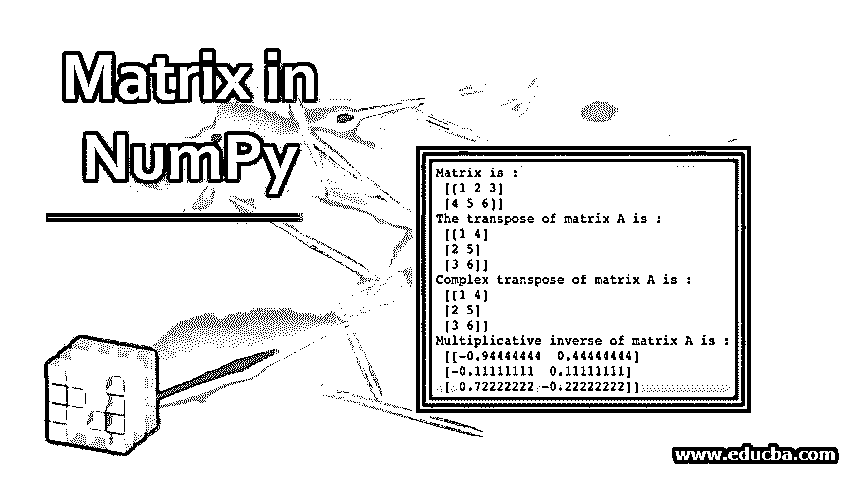 Matrix in
NumPy
Matrix is :
[[1 2 3]
[4 5 6]]
The transpose of matrix A is :
[[1 4]
[2 5]
[3 6]]
Complex transpose of matrix A is :
[[1 4]
[2 5]
[3 6]]
Multiplicative inverse of matrix A is :
[[-0.94444444 0.44444444]
[-0.11111111 0.11111111]
[ 0.72222222 -0.22222222]]
www.educba.com